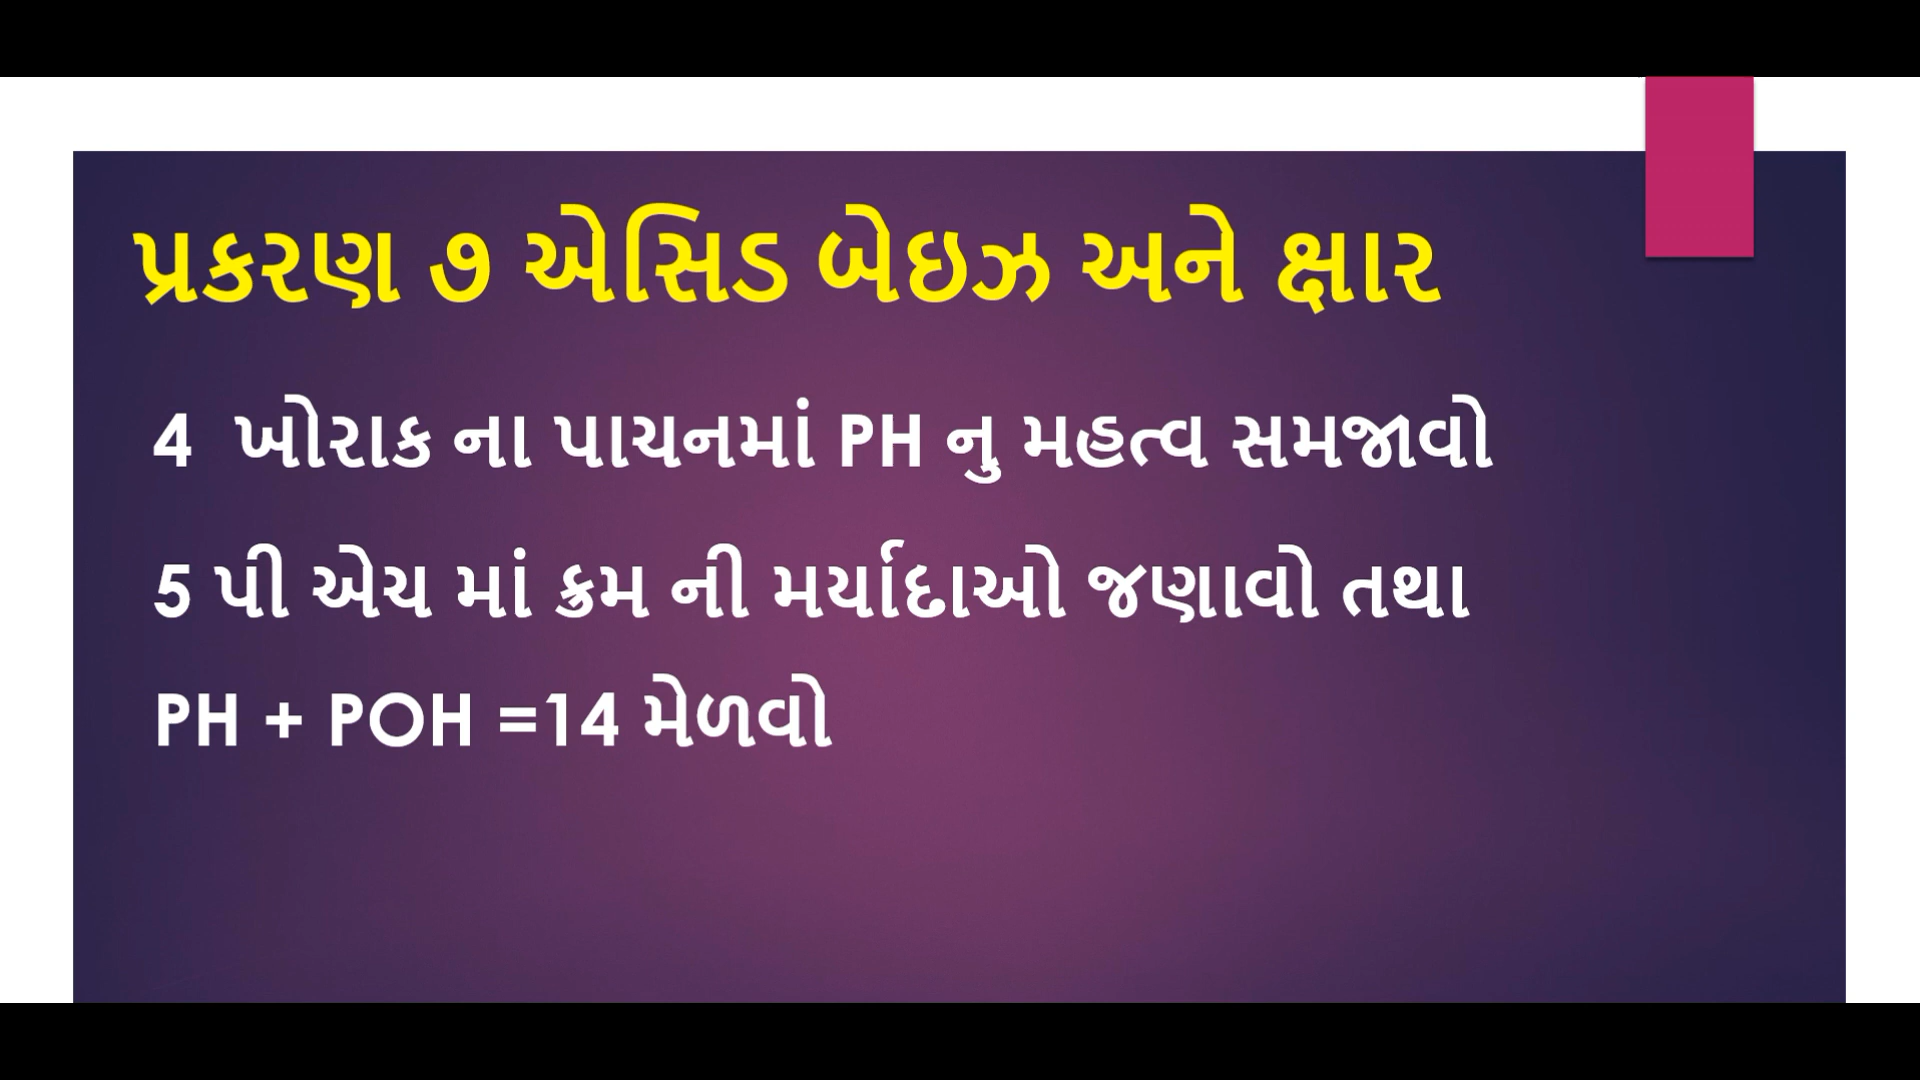 પ્રકરણ ૭ એસિડ બેઇઝ અને ક્ષાર
4 ખોરાક ના પાચનમાં PH નુ મહત્વ સમજાવો
5 પી એચ માં ક્રમ ની મર્યાદાઓ જણાવો તથા
PH + POH =14 મેળવો